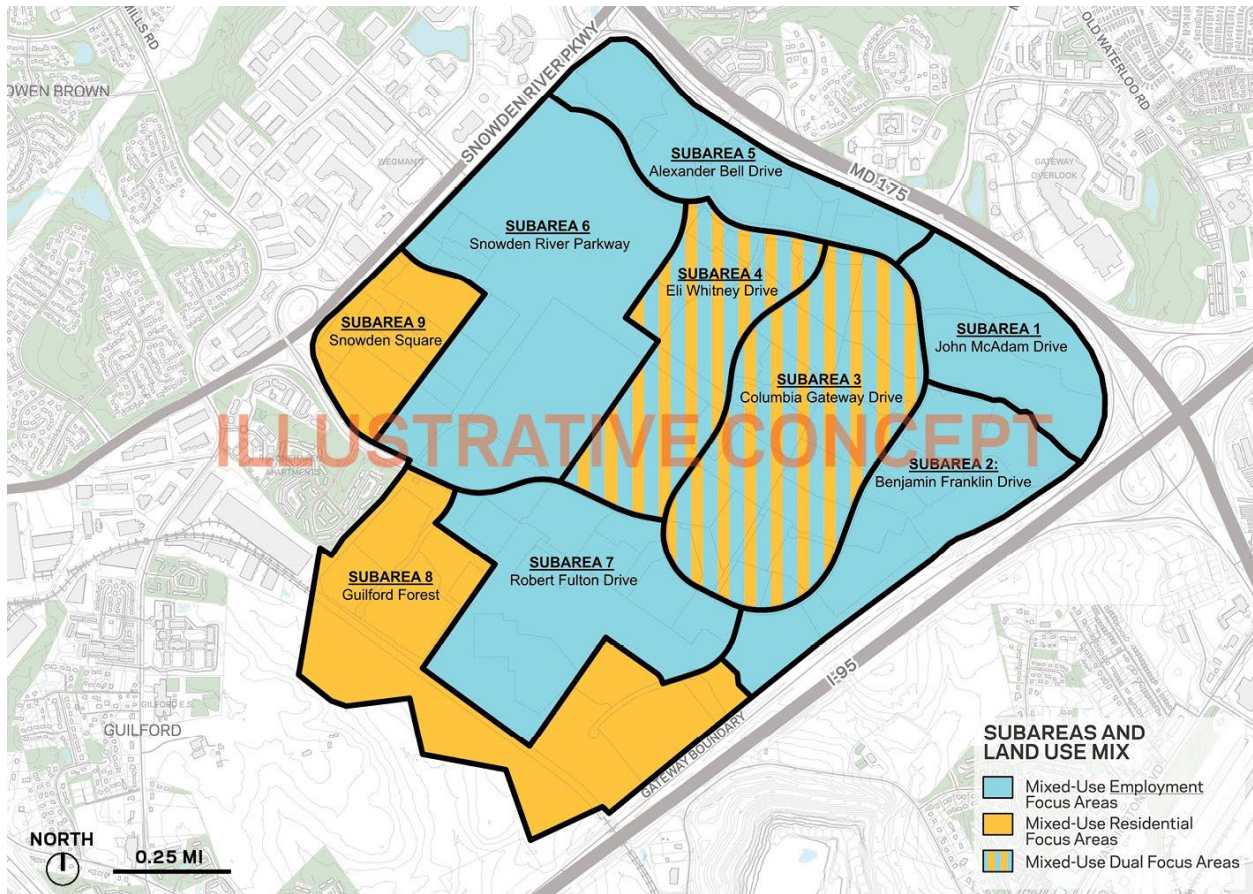 MILLS RD
OWEN BROWN
SNOWDEN RIVER PKWY
OLD WATERLOO RD
WEGMAN'S
GATEWAY
OVERLOOK
MD 175
SUBAREA 5
Alexander Bell Drive
SUBAREA 6
Snowden River Parkway
SUBAREA 4
Eli Whitney Drive
SUBAREA 9
Snowden Square
SUBAREA 1
John McAdam Drive
SUBAREA 3
Columbia Gateway Drive
ILLUSTRATIVE CONCEPT
APARTMENTS
SUBAREA 2:
Benjamin Franklin Drive
SUBAREA 7
Robert Fulton Drive
SUBAREA 8
Guilford Forest
I-95
GUILFORD E.S.
GUILFORD
GATEWAY BOUNDARY
SUBAREAS AND
LAND USE MIX
Mixed-Use Employment
Focus Areas
Mixed-Use Residential
Focus Areas
Mixed-Use Dual Focus Areas
NORTH
0.25 MI